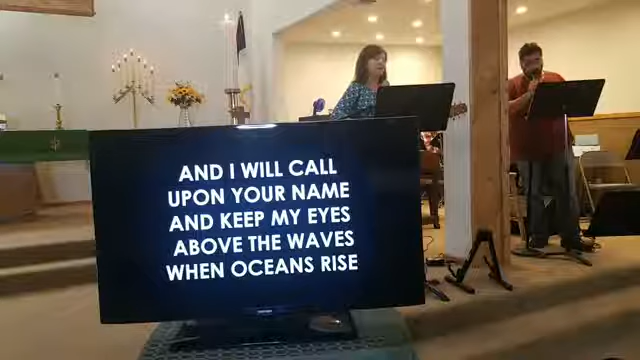 AND I WILL CALL
UPON YOUR NAME
AND KEEP MY EYES
ABOVE THE WAVES
WHEN OCEANS RISE